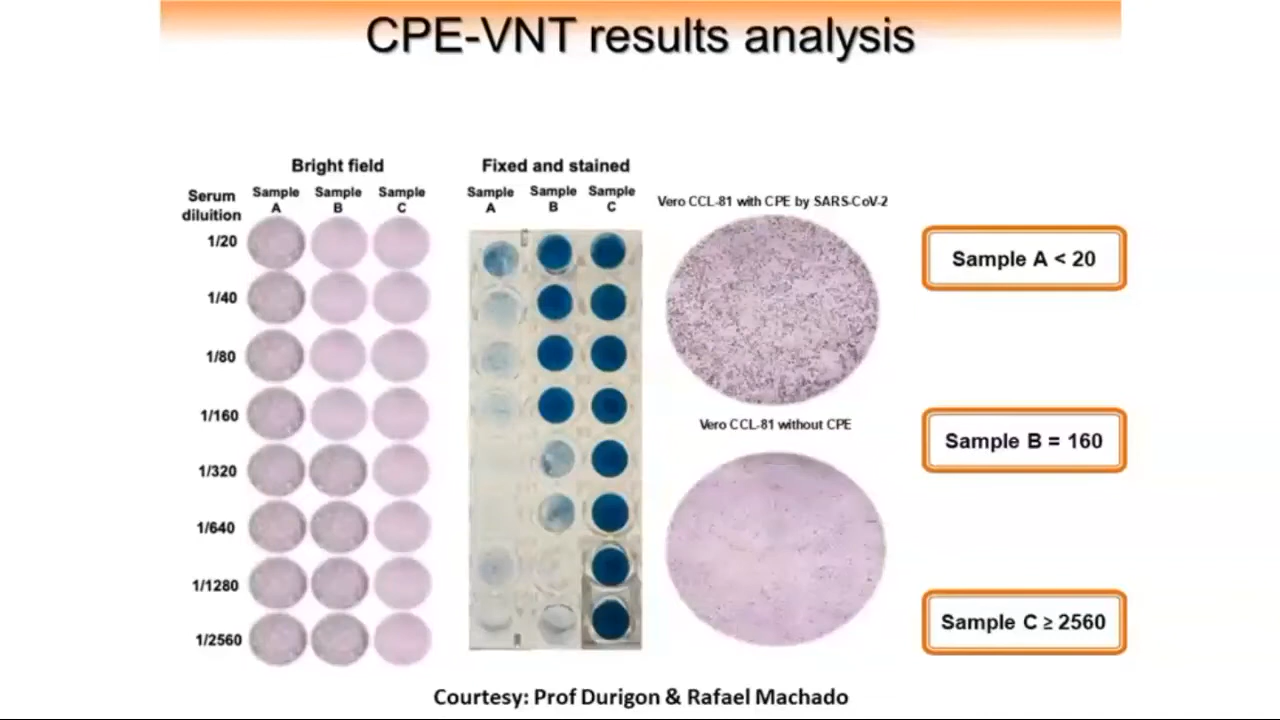 CPE-VNT results analysis
Bright field
Serum diluition
Sample A
Sample B
Sample C
1/20
1/40
1/80
1/160
1/320
1/640
1/1280
1/2560
Fixed and stained
Sample A
Sample B
Sample C
Vero CCL-81 with CPE by SARS-CoV-2
Vero CCL-81 without CPE
Sample A < 20
Sample B = 160
Sample C ≥ 2560
Courtesy: Prof Durigon & Rafael Machado